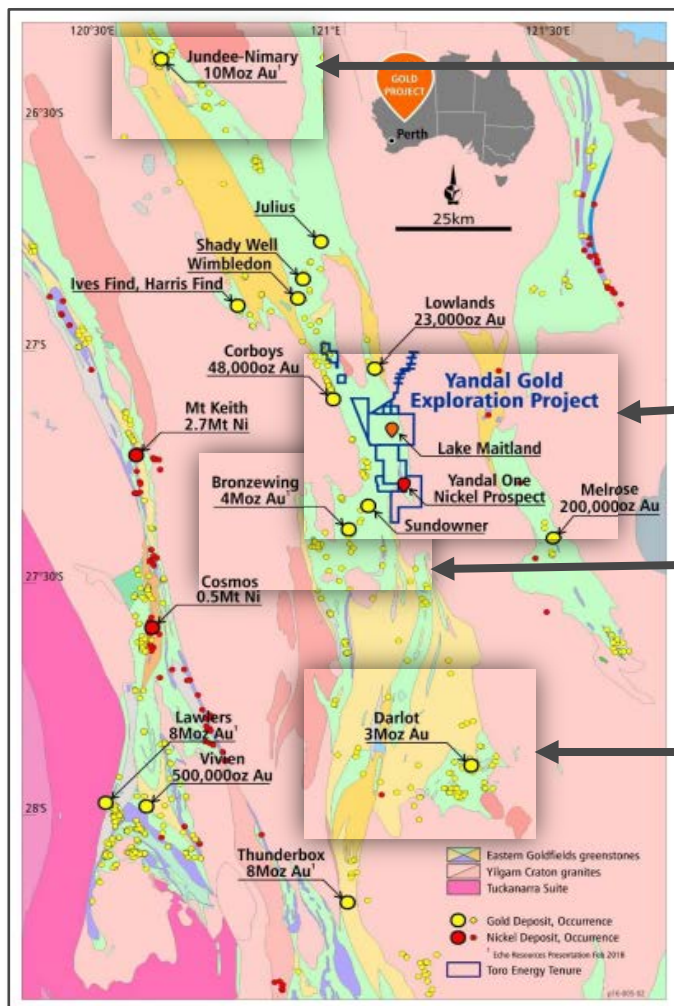 120°30'E
121°E
121°30'E
Jundee-Nimary
10Moz Au¹
GOLD
PROJECT
Perth
26°30'S
25km
Julius
Shady Well
Wimbledon
Ives Find, Harris Find
Lowlands
23,000oz Au
27°S
Corboys
48,000oz Au
Yandal Gold
Exploration Project
Mt Keith
2.7Mt Ni
Lake Maitland
Bronzewing
4Moz Au¹
Yandal One
Nickel Prospect
Melrose
200,000oz Au
Sundowner
27°30'S
Cosmos
0.5Mt Ni
Lawlers
8Moz Au¹
Darlot
3Moz Au
Vivien
500,000oz Au
28°S
Thunderbox
8Moz Au¹
Eastern Goldfields greenstones
Yilgarn Craton granites
Tuckanarra Suite
Gold Deposit, Occurrence
Nickel Deposit, Occurrence
¹ Echo Resources Presentation Feb 2018
Toro Energy Tenure